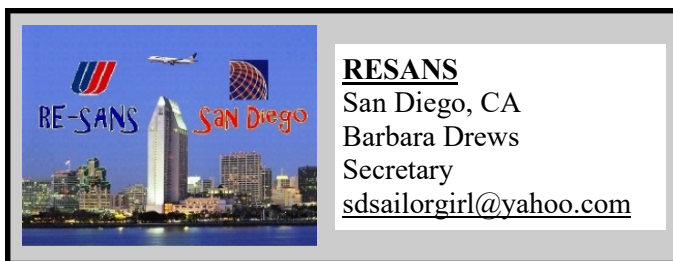 RE-SANS
SAN Diego
RESANS
San Diego, CA
Barbara Drews
Secretary
sdsailorgirl@yahoo.com